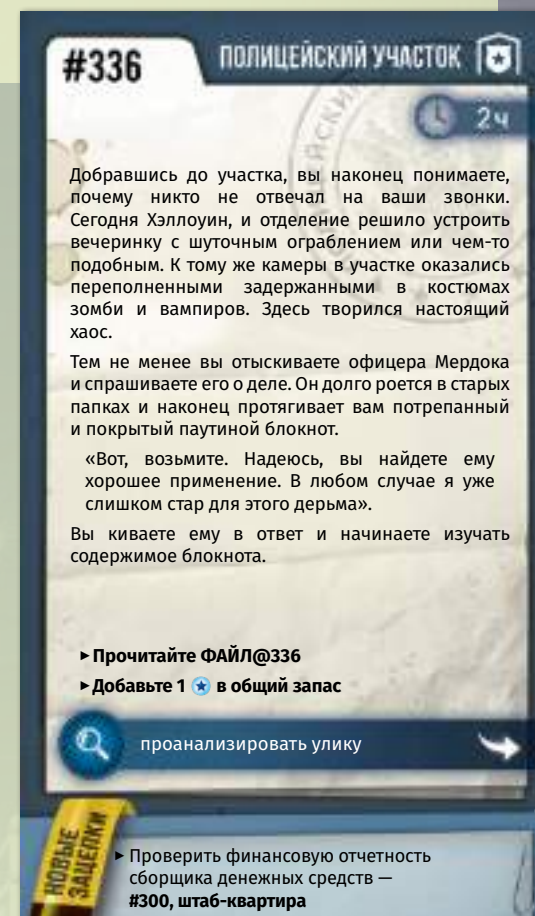 #336
ПОЛИЦЕЙСКИЙ УЧАСТОК
2ч
Добравшись до участка, вы наконец понимаете,
почему никто не отвечал на ваши звонки.
Сегодня Хэллоуин, и отделение решило устроить
вечеринку с шуточным ограблением или чем-то
подобным. К тому же камеры в участке оказались
переполненными задержанными в костюмах
зомби и вампиров. Здесь творился настоящий
хаос.
Тем не менее вы отыскиваете офицера Мердока
и спрашиваете его о деле. Он долго роется в старых
папках и наконец протягивает вам потрепанный
и покрытый паутиной блокнот.
«Вот, возьмите. Надеюсь, вы найдете ему
хорошее применение. В любом случае я уже
слишком стар для этого дерьма».
Вы киваете ему в ответ и начинаете изучать
содержимое блокнота.
▸ Прочитайте ФАЙЛ@336
▸ Добавьте 1 в общий запас
проанализировать улику
НОВЫЕ
ЗАЦЕПКИ
▸ Проверить финансовую отчетность
сборщика денежных средств —
#300, штаб-квартира